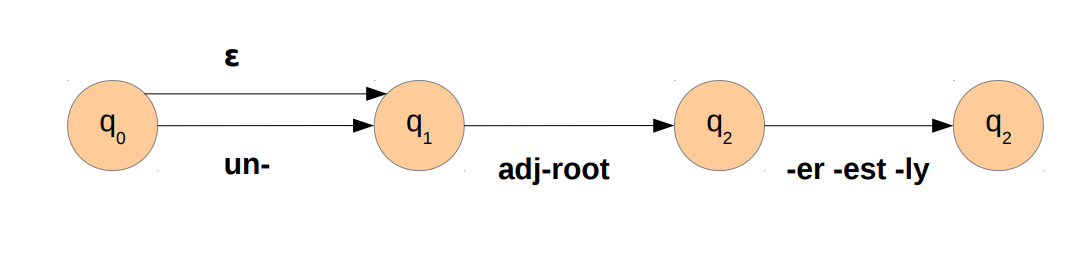 ε
q0
q1
q2
q2
un-
adj-root
-er -est -ly